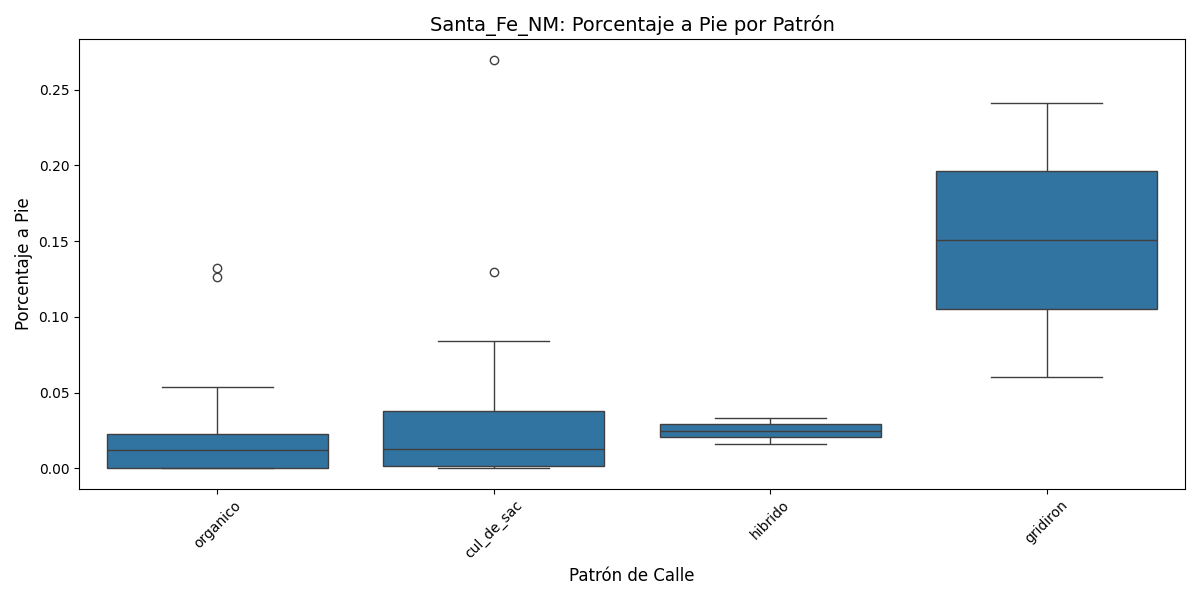 Santa_Fe_NM: Porcentaje a Pie por Patrón
Porcentaje a Pie
0.25
0.20
0.15
0.10
0.05
0.00
organico
cul_de_sac
hibrido
gridiron
Patrón de Calle